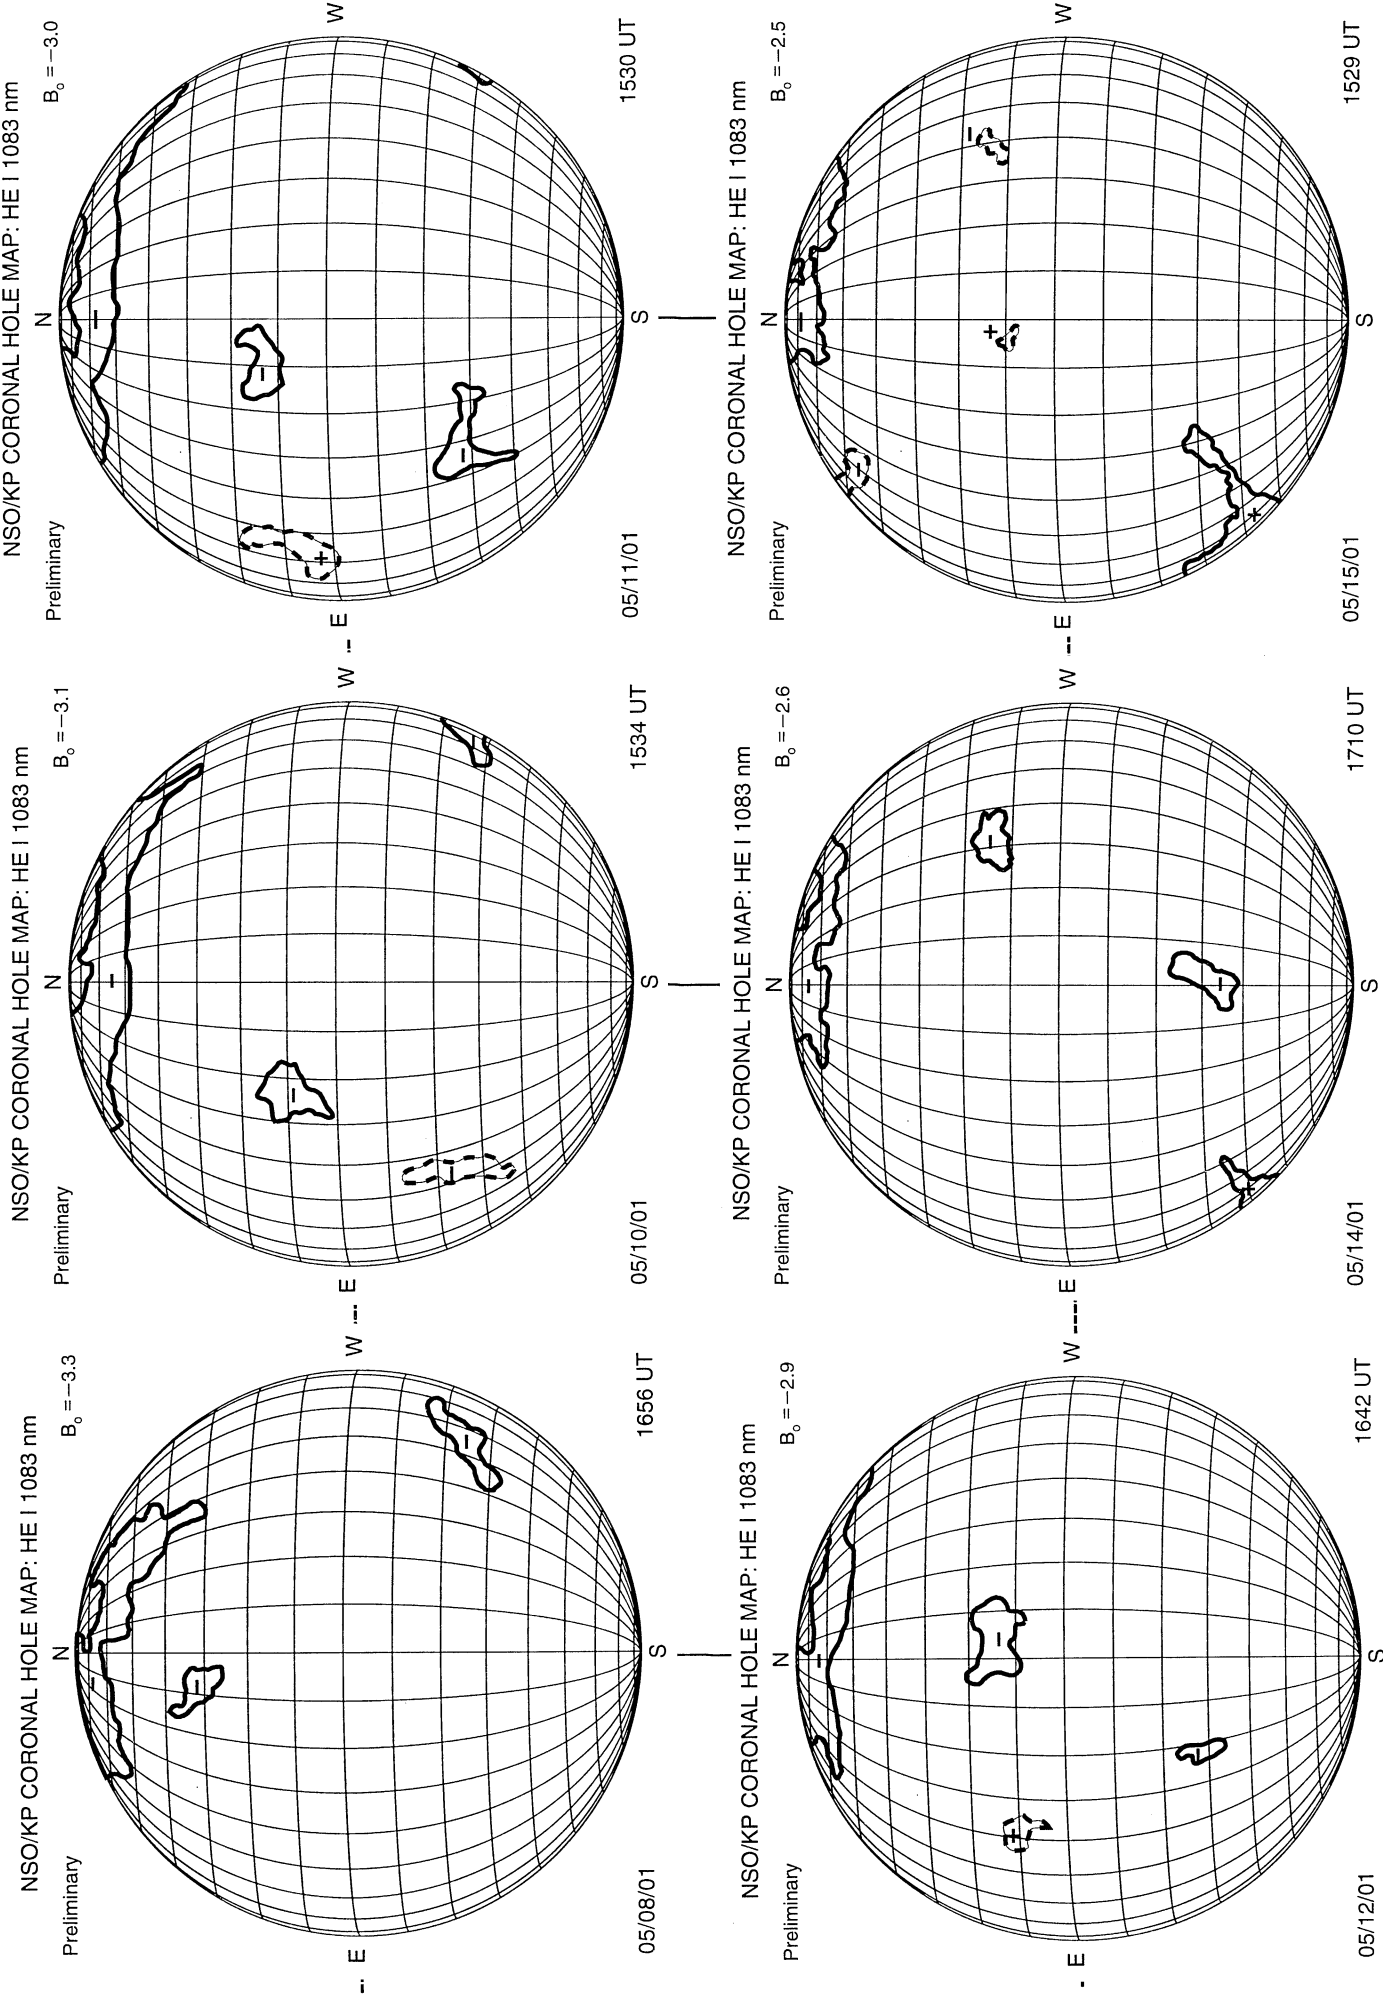 NSO/KP CORONAL HOLE MAP: HE I 1083 nm
Preliminary
B₀ = −3.3
N
−
−
−
E
W
S
05/08/01
1656 UT
NSO/KP CORONAL HOLE MAP: HE I 1083 nm
Preliminary
B₀ = −3.1
N
−
−
−
−
E
W
S
05/10/01
1534 UT
NSO/KP CORONAL HOLE MAP: HE I 1083 nm
Preliminary
B₀ = −3.0
N
−
−
−
+
E
W
S
05/11/01
1530 UT
NSO/KP CORONAL HOLE MAP: HE I 1083 nm
Preliminary
B₀ = −2.9
N
−
−
+
−
E
W
S
05/12/01
1642 UT
NSO/KP CORONAL HOLE MAP: HE I 1083 nm
Preliminary
B₀ = −2.6
N
−
−
−
+
E
W
S
05/14/01
1710 UT
NSO/KP CORONAL HOLE MAP: HE I 1083 nm
Preliminary
B₀ = −2.5
N
−
−
−
+
+
E
W
S
05/15/01
1529 UT